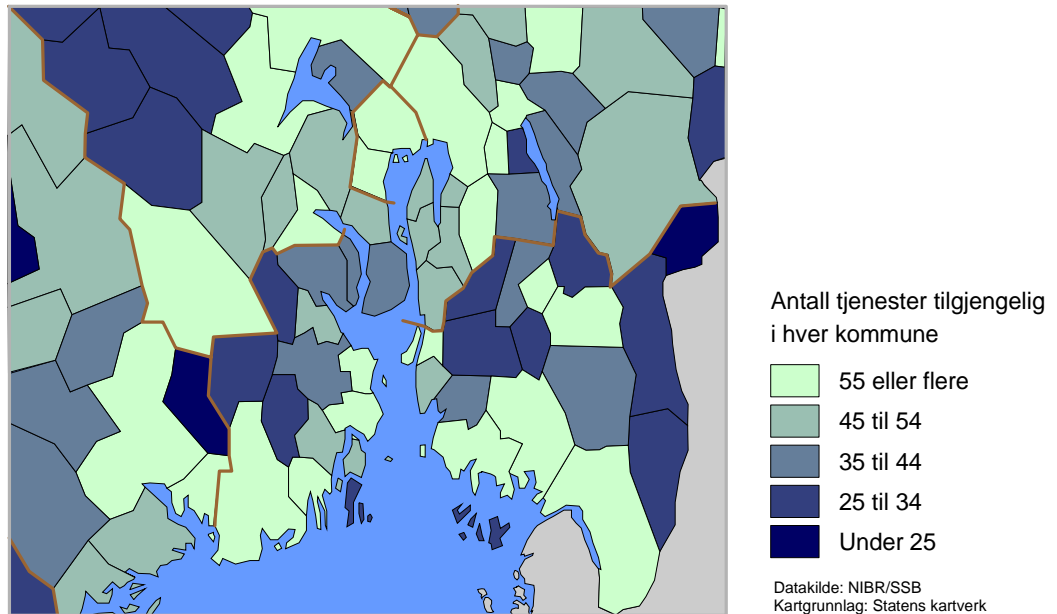 Antall tjenester tilgjengelig
i hver kommune
55 eller flere
45 til 54
35 til 44
25 til 34
Under 25
Datakilde: NIBR/SSB
Kartgrunnlag: Statens kartverk